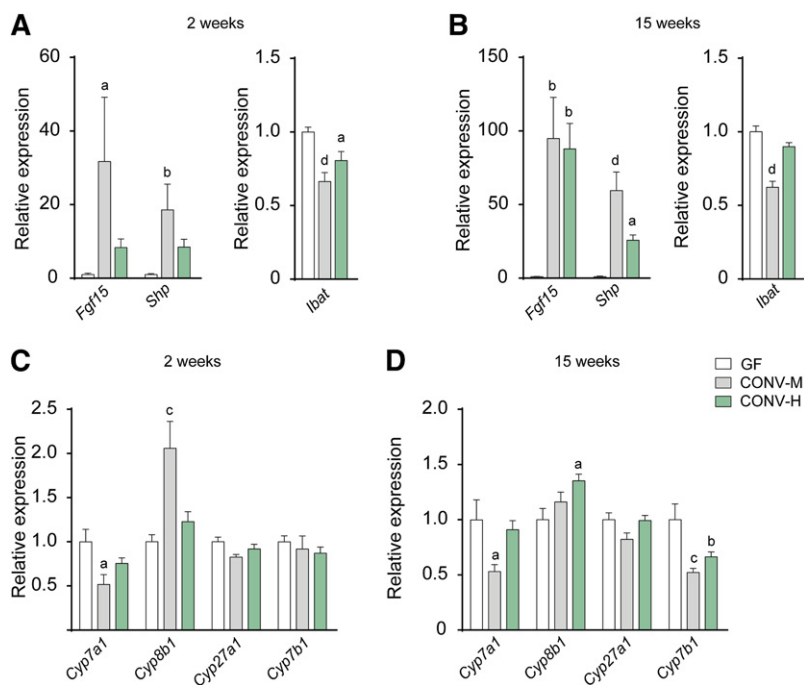 A
2 weeks
Relative expression
60
40
20
0
a
b
Fgf15
Shp
Relative expression
1.5
1.0
0.5
0
d
a
Ibat
B
15 weeks
Relative expression
150
100
50
0
b
b
d
a
Fgf15
Shp
Relative expression
1.5
1.0
0.5
0
d
Ibat
C
2 weeks
Relative expression
2.5
2.0
1.5
1.0
0.5
0
a
c
Cyp7a1
Cyp8b1
Cyp27a1
Cyp7b1
D
15 weeks
GF
CONV-M
CONV-H
Relative expression
2.0
1.5
1.0
0.5
0
a
a
c
b
Cyp7a1
Cyp8b1
Cyp27a1
Cyp7b1